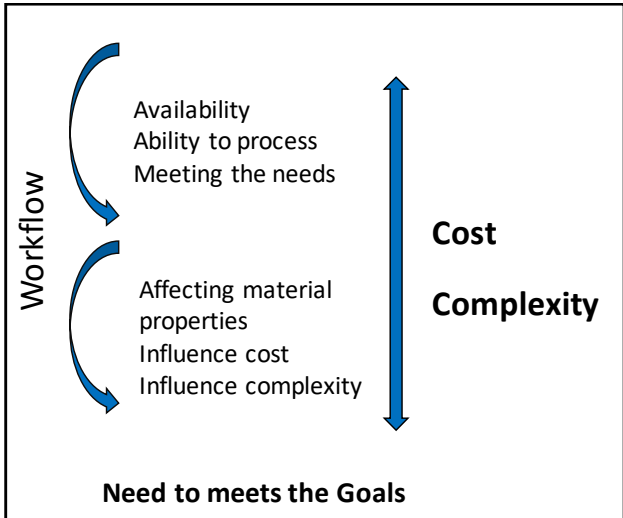 Workflow
Availability
Ability to process
Meeting the needs
Affecting material
properties
Influence cost
Influence complexity
Cost
Complexity
Need to meets the Goals